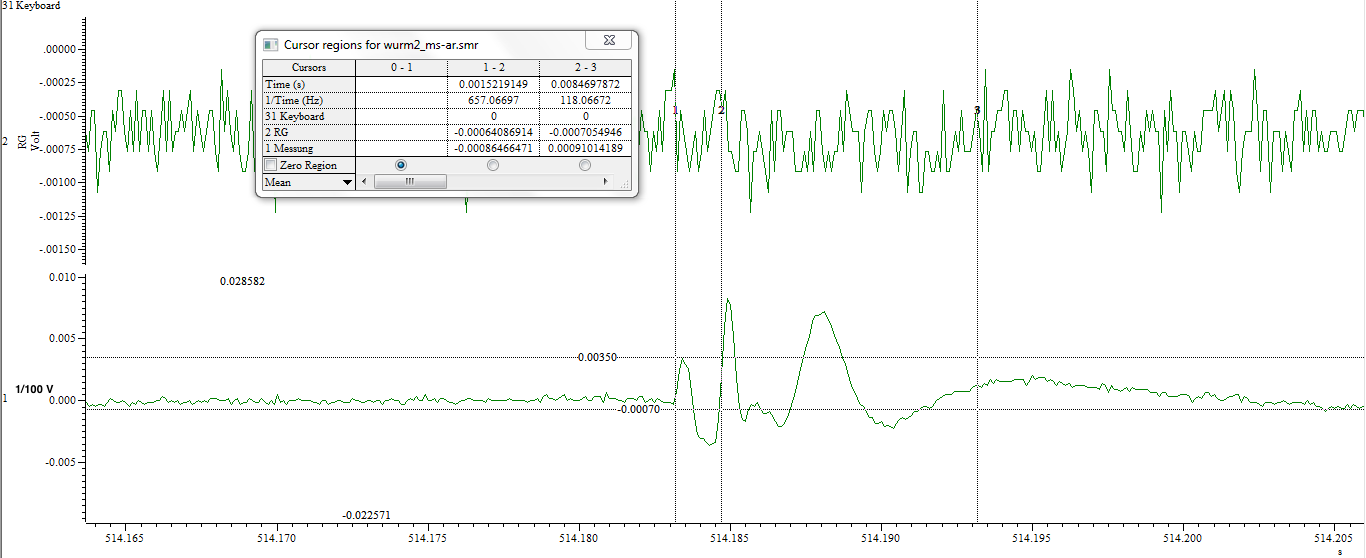 31 Keyboard
Cursor regions for wurm2_ms-ar.smr
Cursors 0 - 1 1 - 2 2 - 3
Time (s) 0.0015219149 0.0084697872
1/Time (Hz) 657.06697 118.06672
31 Keyboard 0 0
2 RG -0.00064086914 -0.0007054946
1 Messung -0.00086466471 0.00091014189
Zero Region
Mean
.00000
-.00025
-.00050
-.00075
-.00100
-.00125
-.00150
2 RG
Volt
1 2 3
0.010
0.005
0.000
-0.005
1 1/100 V
0.028582
0.00350
-0.00070
-0.022571
514.165 514.170 514.175 514.180 514.185 514.190 514.195 514.200 514.205
s